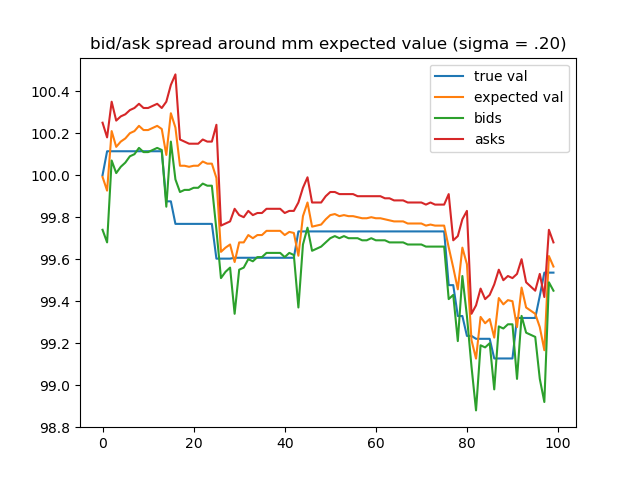 bid/ask spread around mm expected value (sigma = .20)
true val
expected val
bids
asks
100.4
100.2
100.0
99.8
99.6
99.4
99.2
99.0
98.8
0 20 40 60 80 100